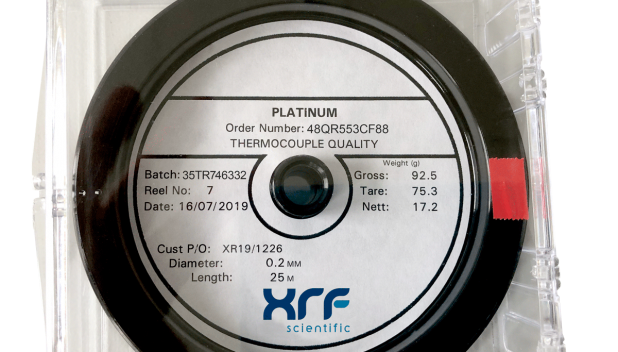 PLATINUM
Order Number: 48QR553CF88
THERMOCOUPLE QUALITY
Batch: 35TR746332
Reel No: 7
Date: 16/07/2019
Weight (g)
Gross: 92.5
Tare: 75.3
Nett: 17.2
Cust P/O: XR19/1226
Diameter: 0.2 MM
Length: 25 M
XRF
scientific